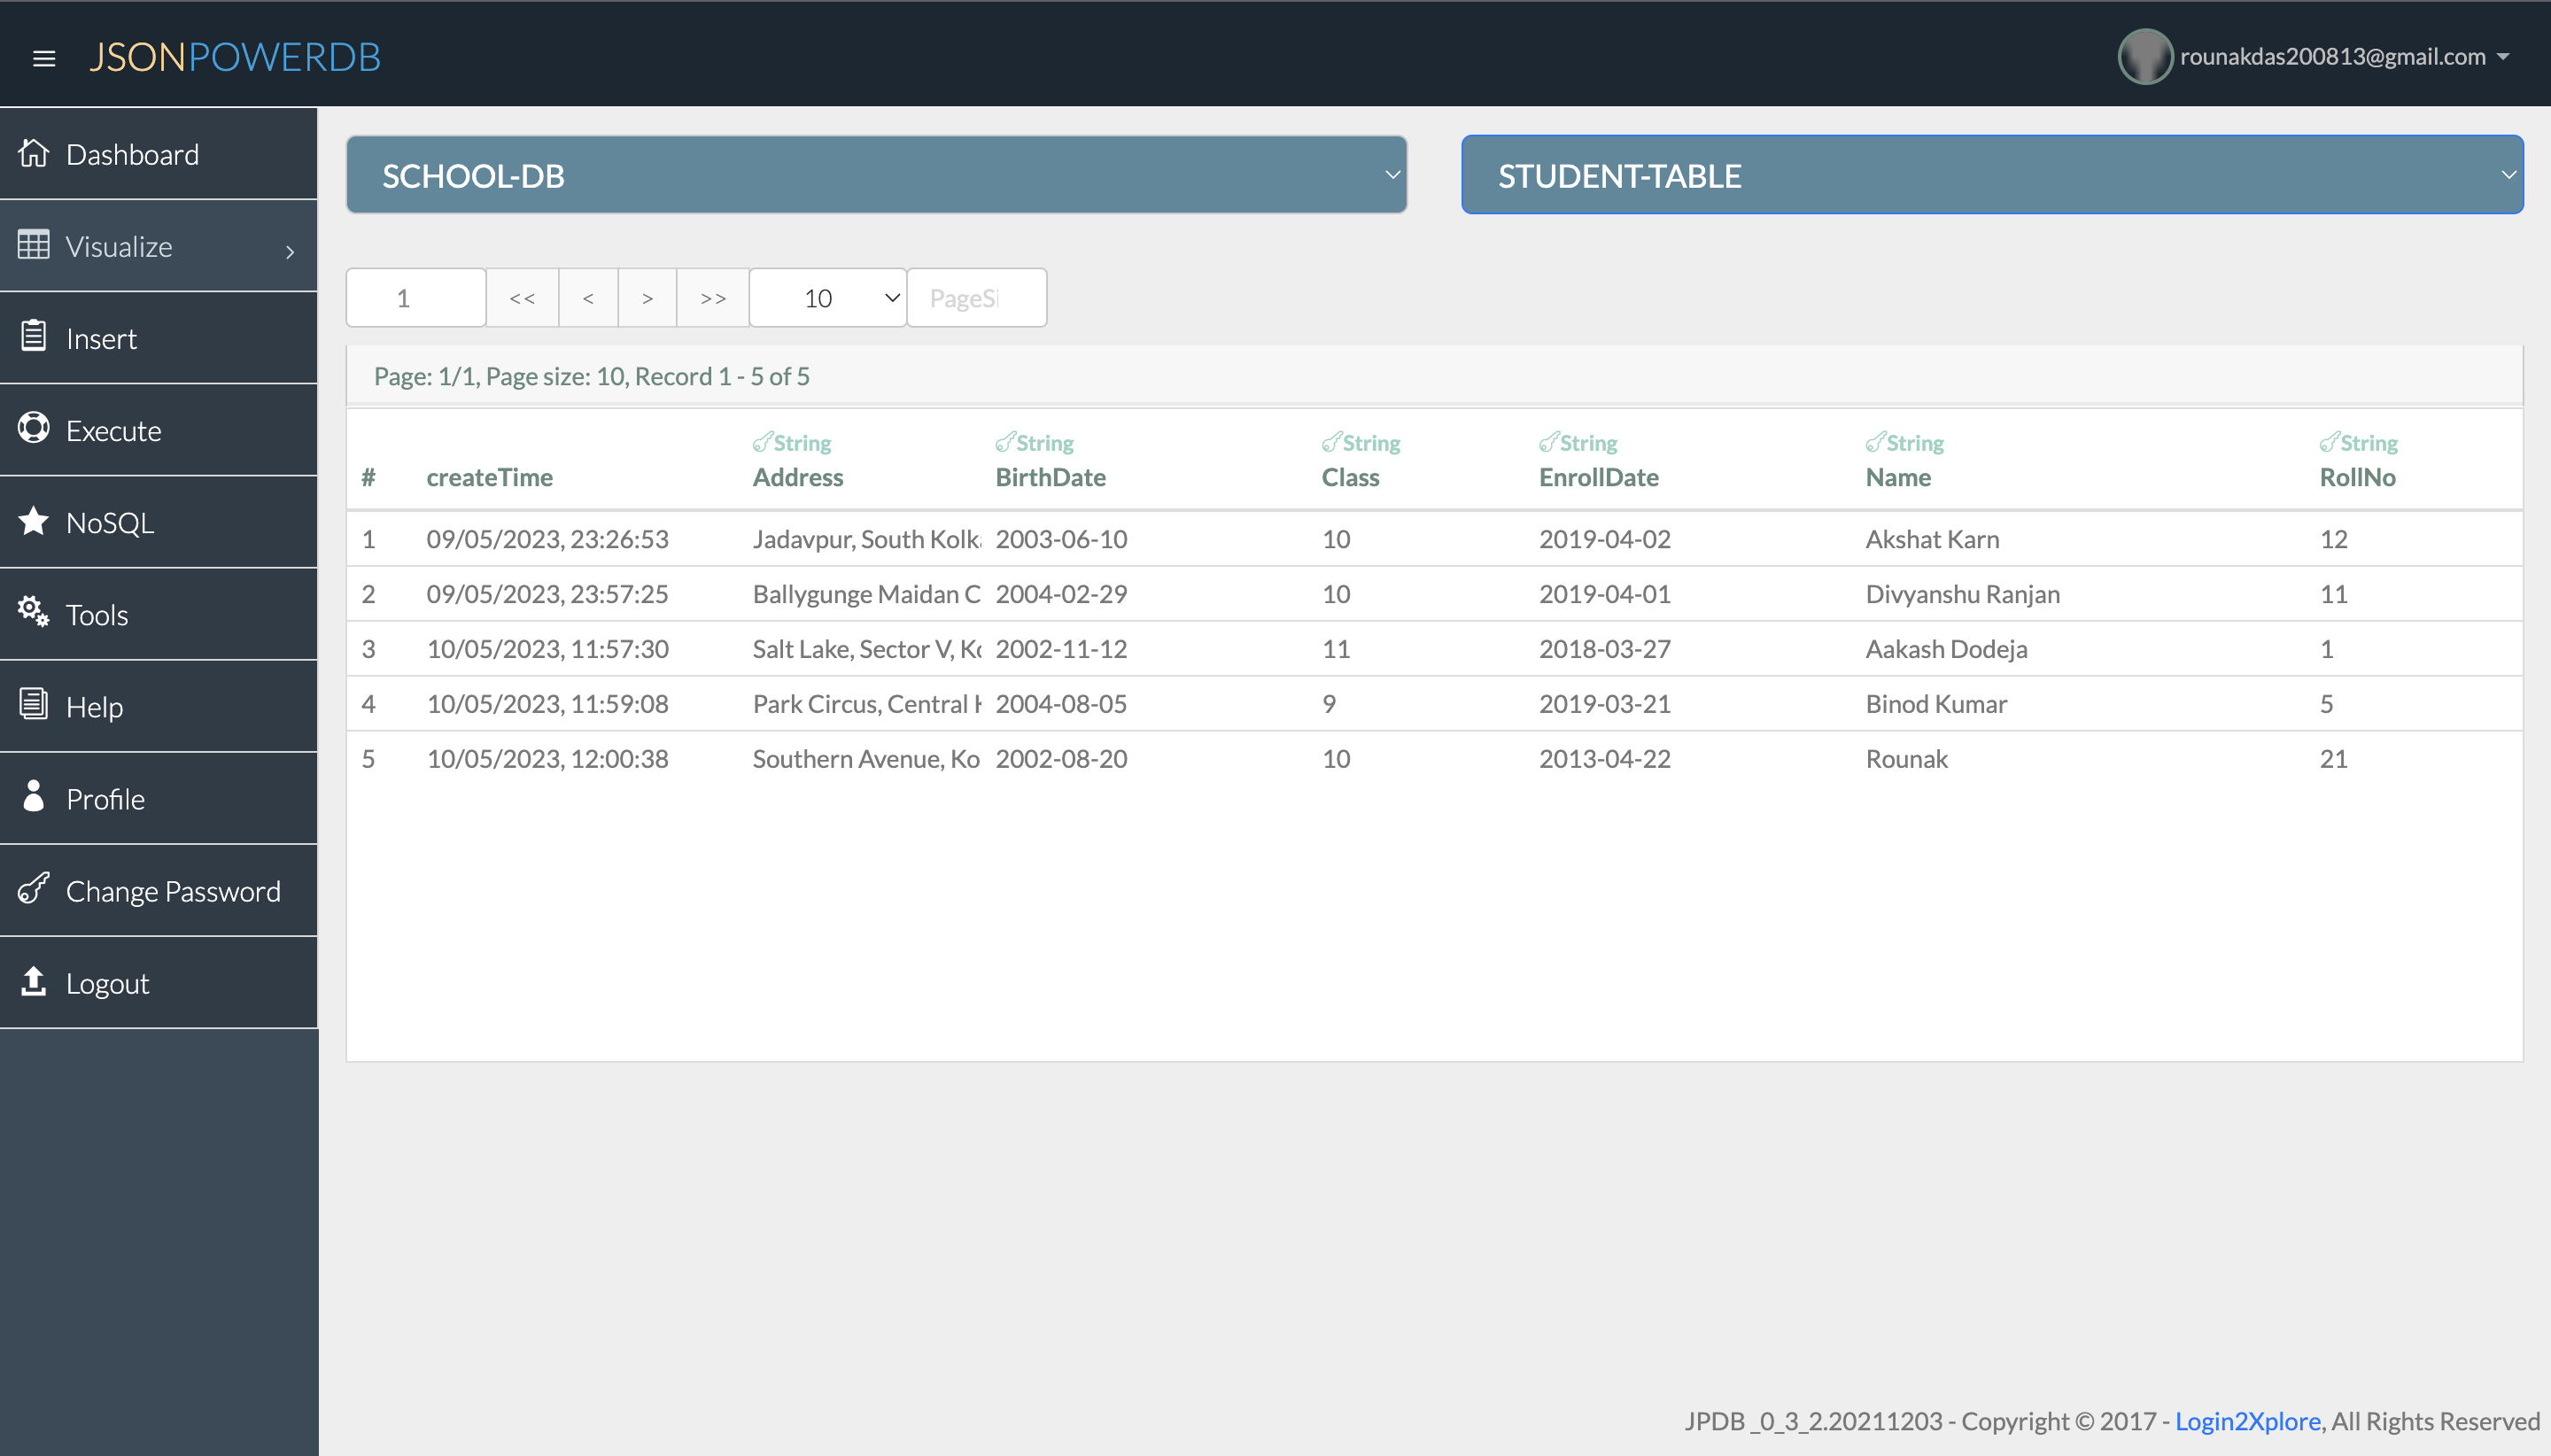 JSONPOWERDB
rounakdas200813@gmail.com
Dashboard
Visualize
Insert
Execute
NoSQL
Tools
Help
Profile
Change Password
Logout
SCHOOL-DB
STUDENT-TABLE
1 << < > >> 10 PageSi
Page: 1/1, Page size: 10, Record 1 - 5 of 5
String String String String String String
# createTime Address BirthDate Class EnrollDate Name RollNo
1 09/05/2023, 23:26:53 Jadavpur, South Kolk 2003-06-10 10 2019-04-02 Akshat Karn 12
2 09/05/2023, 23:57:25 Ballygunge Maidan C 2004-02-29 10 2019-04-01 Divyanshu Ranjan 11
3 10/05/2023, 11:57:30 Salt Lake, Sector V, Ko 2002-11-12 11 2018-03-27 Aakash Dodeja 1
4 10/05/2023, 11:59:08 Park Circus, Central 2004-08-05 9 2019-03-21 Binod Kumar 5
5 10/05/2023, 12:00:38 Southern Avenue, Ko 2002-08-20 10 2013-04-22 Rounak 21
JPDB_0_3_2.20211203 - Copyright © 2017 - Login2Xplore, All Rights Reserved